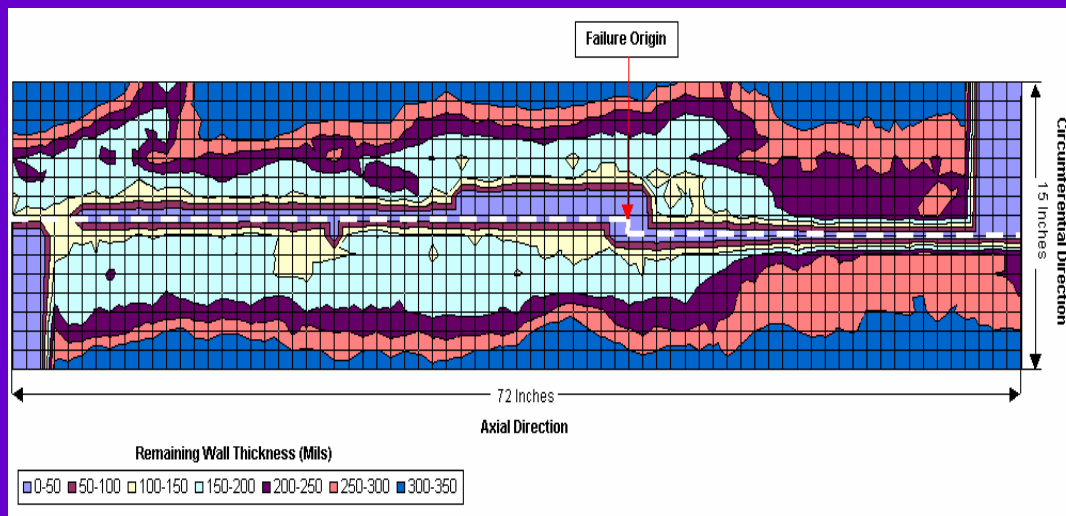 Failure Origin
Circumferential Direction
15 Inches
72 Inches
Axial Direction
Remaining Wall Thickness (Mils)
0-50 50-100 100-150 150-200 200-250 250-300 300-350